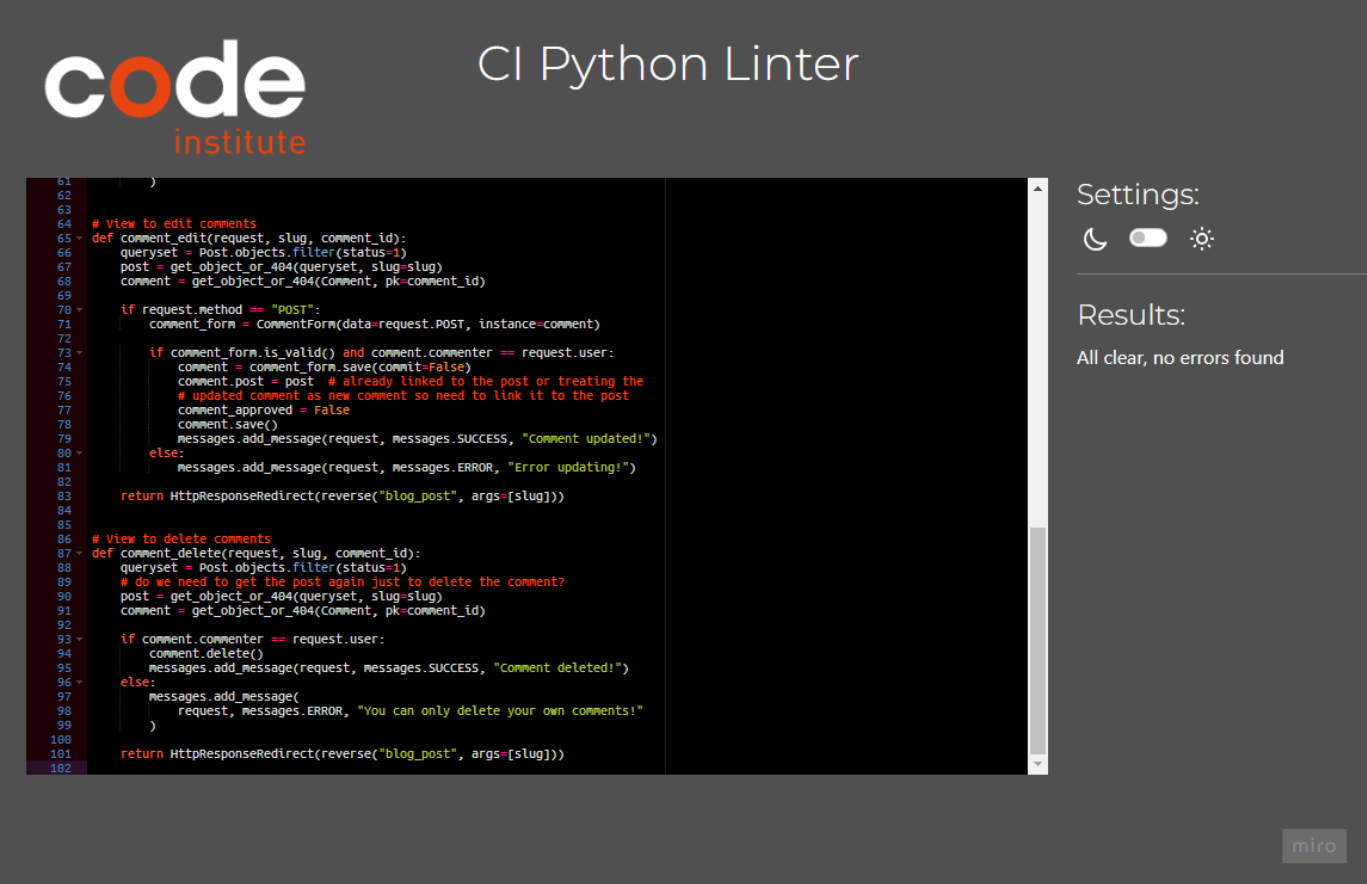 code
institute
CI Python Linter
61         )
62
63
64 # View to edit comments
65 def comment_edit(request, slug, comment_id):
66     queryset = Post.objects.filter(status=1)
67     post = get_object_or_404(queryset, slug=slug)
68     comment = get_object_or_404(Comment, pk=comment_id)
69
70     if request.method == "POST":
71         comment_form = CommentForm(data=request.POST, instance=comment)
72
73         if comment_form.is_valid() and comment.commenter == request.user:
74             comment = comment_form.save(commit=False)
75             comment.post = post  # already linked to the post or treating the
76             # updated comment as new comment so need to link it to the post
77             comment_approved = False
78             comment.save()
79             messages.add_message(request, messages.SUCCESS, "Comment updated!")
80         else:
81             messages.add_message(request, messages.ERROR, "Error updating!")
82
83     return HttpResponseRedirect(reverse("blog_post", args=[slug]))
84
85
86 # View to delete comments
87 def comment_delete(request, slug, comment_id):
88     queryset = Post.objects.filter(status=1)
89     # do we need to get the post again just to delete the comment?
90     post = get_object_or_404(queryset, slug=slug)
91     comment = get_object_or_404(Comment, pk=comment_id)
92
93     if comment.commenter == request.user:
94         comment.delete()
95         messages.add_message(request, messages.SUCCESS, "Comment deleted!")
96     else:
97         messages.add_message(
98             request, messages.ERROR, "You can only delete your own comments!"
99         )
100
101     return HttpResponseRedirect(reverse("blog_post", args=[slug]))
102
Settings:
Results:
All clear, no errors found
miro